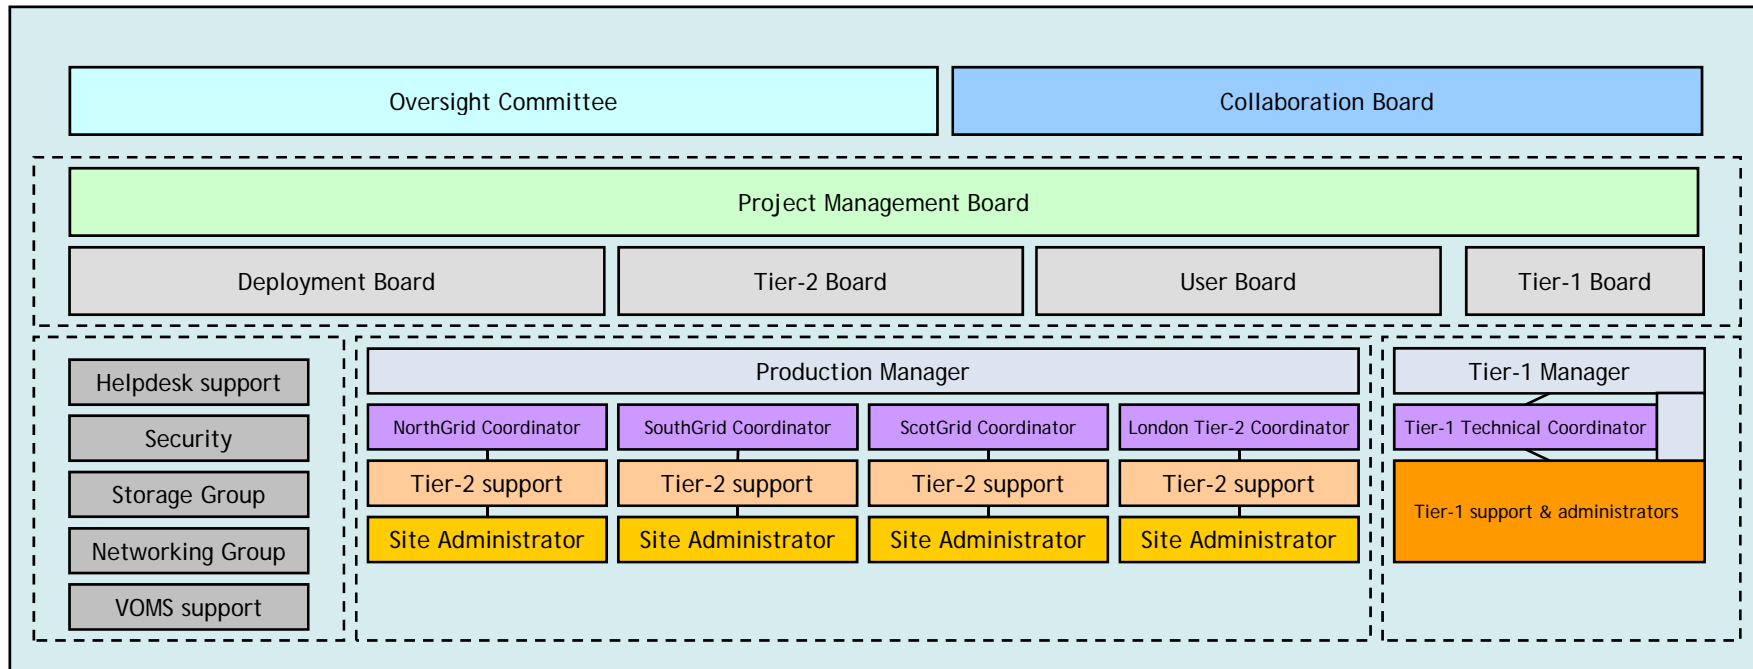 Oversight Committee
Collaboration Board
Project Management Board
Deployment Board
Tier-2 Board
User Board
Tier-1 Board
Helpdesk support
Security
Storage Group
Networking Group
VOMS support
Production Manager
NorthGrid Coordinator
SouthGrid Coordinator
ScotGrid Coordinator
London Tier-2 Coordinator
Tier-2 support
Tier-2 support
Tier-2 support
Tier-2 support
Site Administrator
Site Administrator
Site Administrator
Site Administrator
Tier-1 Manager
Tier-1 Technical Coordinator
Tier-1 support & administrators